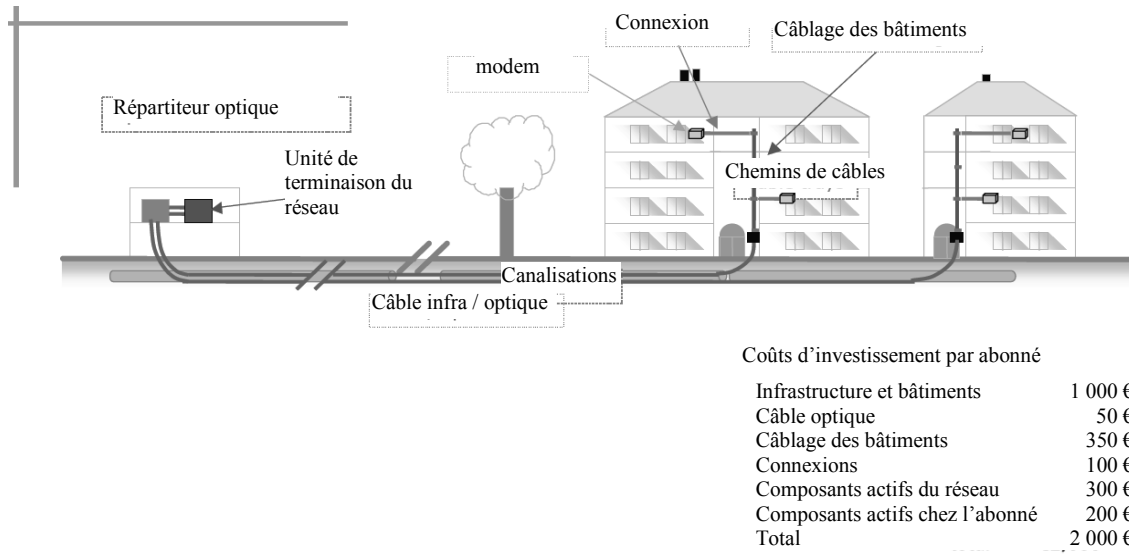 Connexion
Câblage des bâtiments
modem
Répartiteur optique
Unité de
terminaison du
réseau
Chemins de câbles
Canalisations
Câble infra / optique
Coûts d’investissement par abonné
Infrastructure et bâtiments 1 000 €
Câble optique 50 €
Câblage des bâtiments 350 €
Connexions 100 €
Composants actifs du réseau 300 €
Composants actifs chez l’abonné 200 €
Total 2 000 €